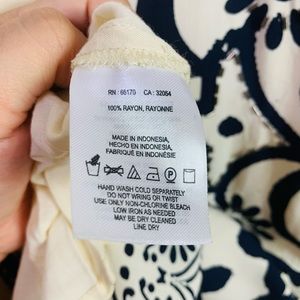 RN : 66170 CA : 32054
100% RAYON, RAYONNE
MADE IN INDONESIA,
HECHO EN INDONESIA,
FABRIQUÉ EN INDONÉSIE
HAND WASH COLD SEPARATELY
DO NOT WRING OR TWIST
USE ONLY NON-CHLORINE BLEACH
LOW IRON AS NEEDED
MAY BE DRY CLEANED
LINE DRY